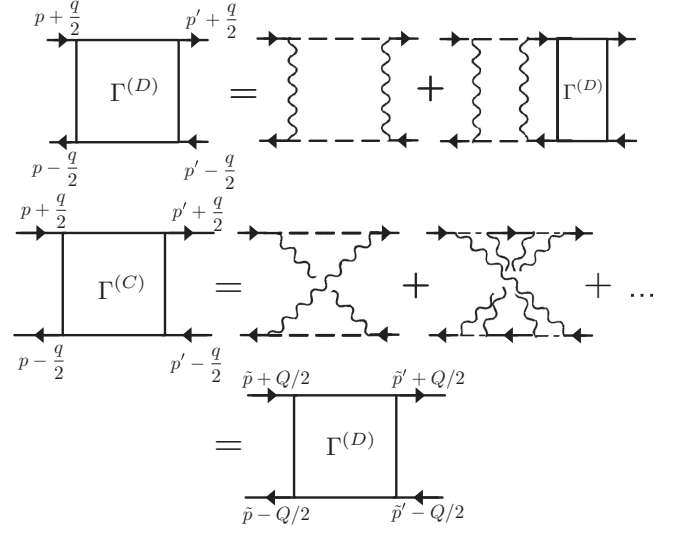 p + q/2 p′ + q/2
Γ(D) = + Γ(D)
p − q/2 p′ − q/2
p + q/2 p′ + q/2
Γ(C) = + + ...
p − q/2 p′ − q/2
p̃ + Q/2 p̃′ + Q/2
= Γ(D)
p̃ − Q/2 p̃′ − Q/2